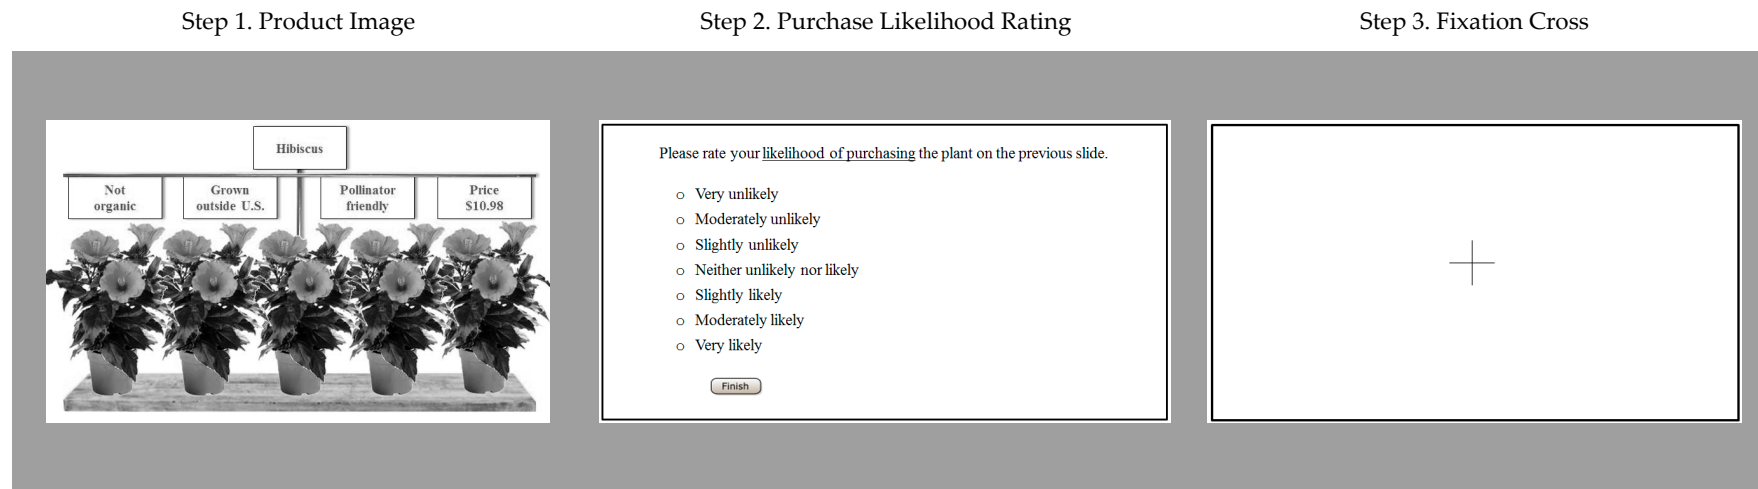 Step 1. Product Image
Step 2. Purchase Likelihood Rating
Step 3. Fixation Cross
Hibiscus
Not
organic
Grown
outside U.S.
Pollinator
friendly
Price
$10.98
Please rate your likelihood of purchasing the plant on the previous slide.
o Very unlikely
o Moderately unlikely
o Slightly unlikely
o Neither unlikely nor likely
o Slightly likely
o Moderately likely
o Very likely
Finish